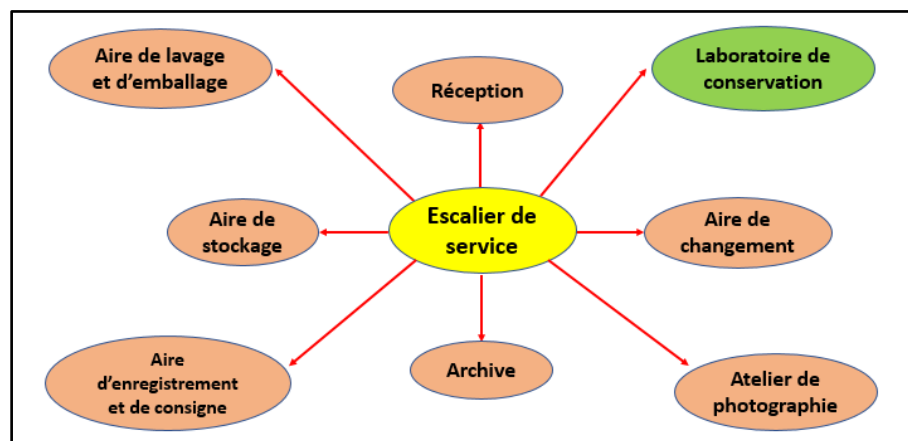 Aire de lavage
et d'emballage
Réception
Laboratoire de
conservation
Aire de
stockage
Escalier de
service
Aire de
changement
Aire
d'enregistrement
et de consigne
Archive
Atelier de
photographie